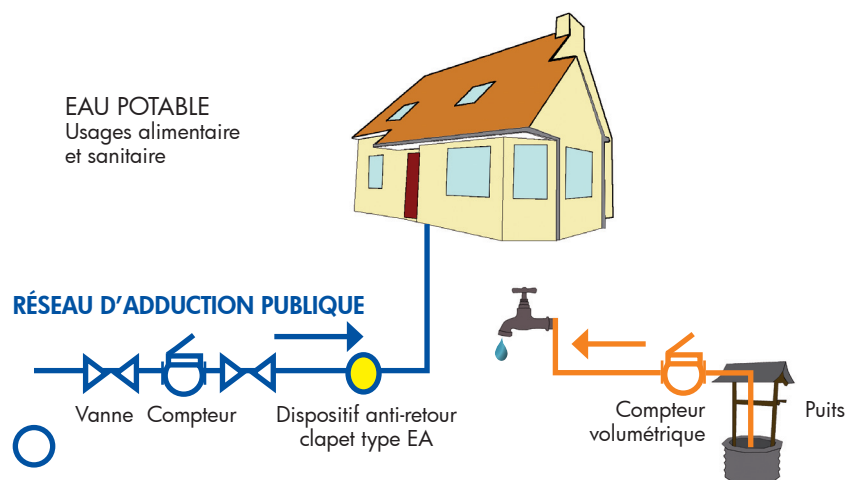 EAU POTABLE
Usages alimentaire
et sanitaire
RÉSEAU D’ADDUCTION PUBLIQUE
Vanne
Compteur
Dispositif anti-retour
clapet type EA
Compteur
volumétrique
Puits